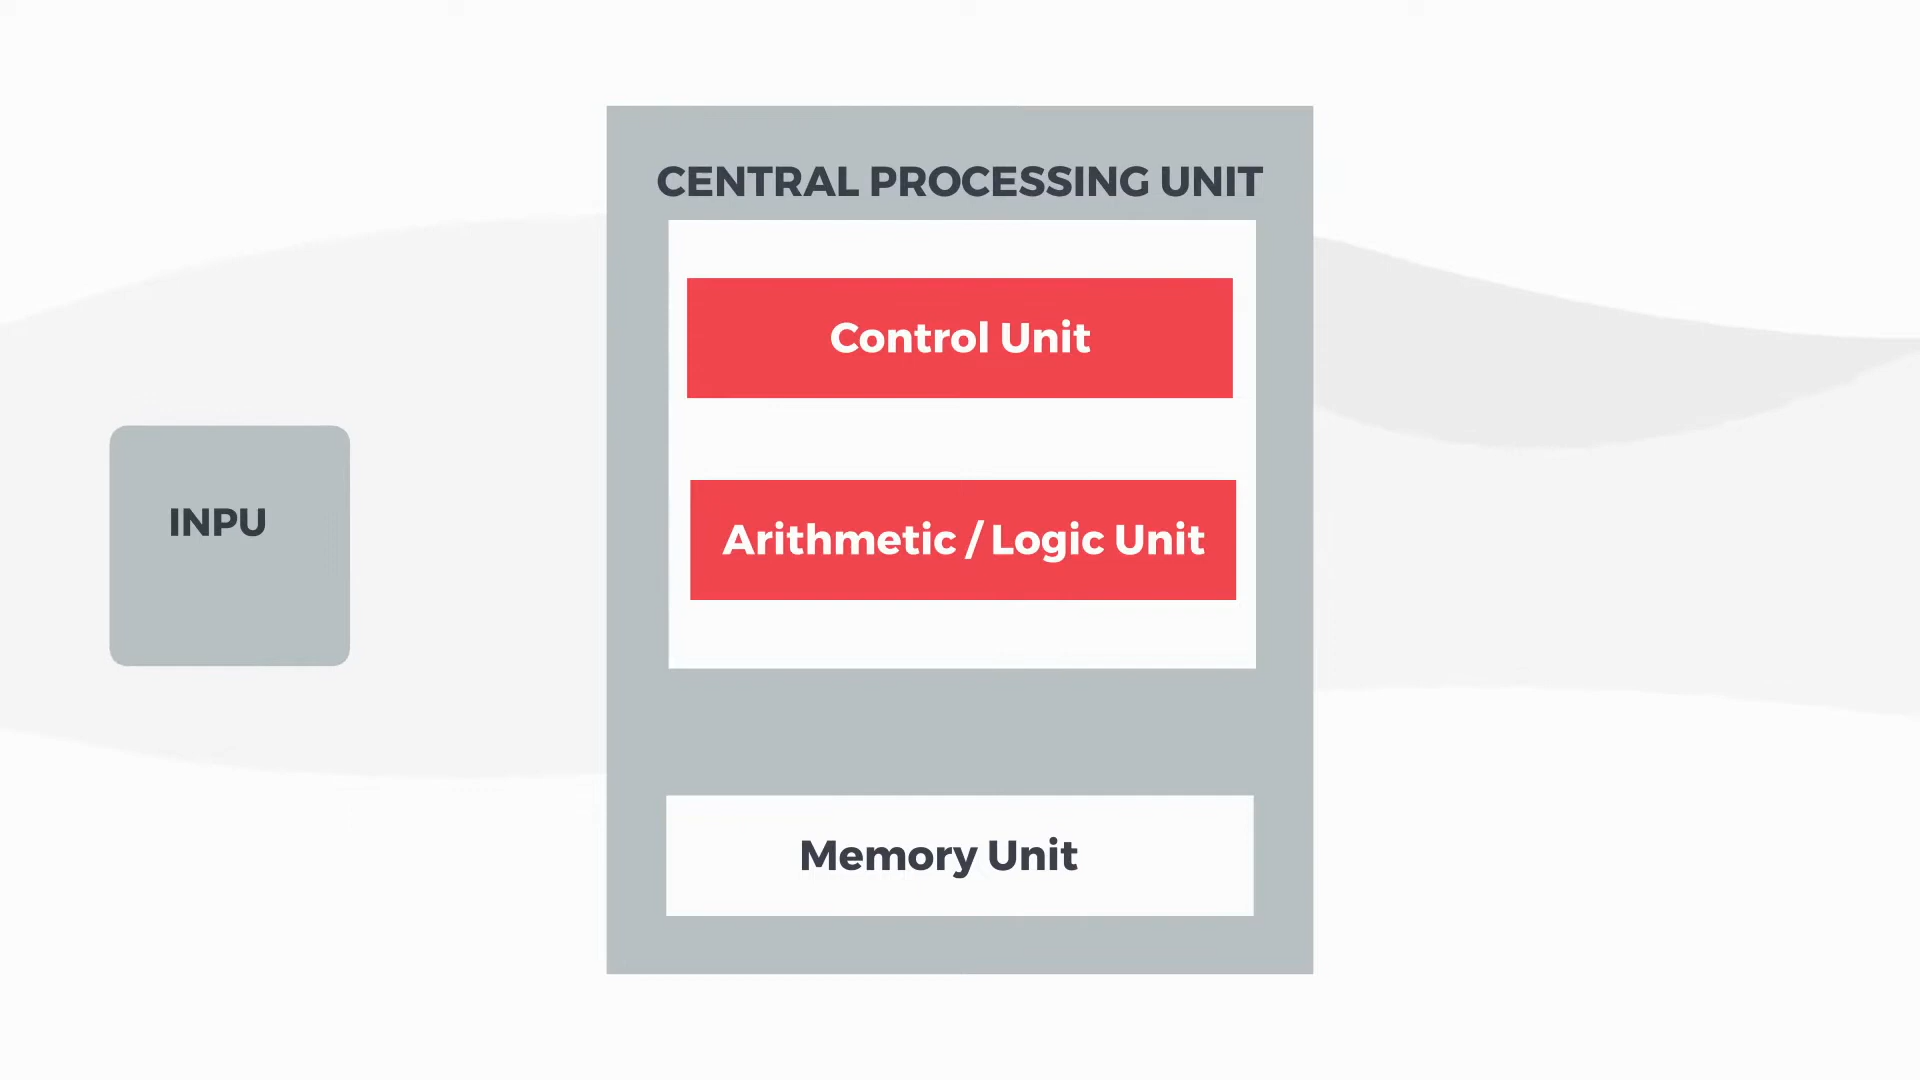 CENTRAL PROCESSING UNIT
Control Unit
INPU
Arithmetic / Logic Unit
Memory Unit